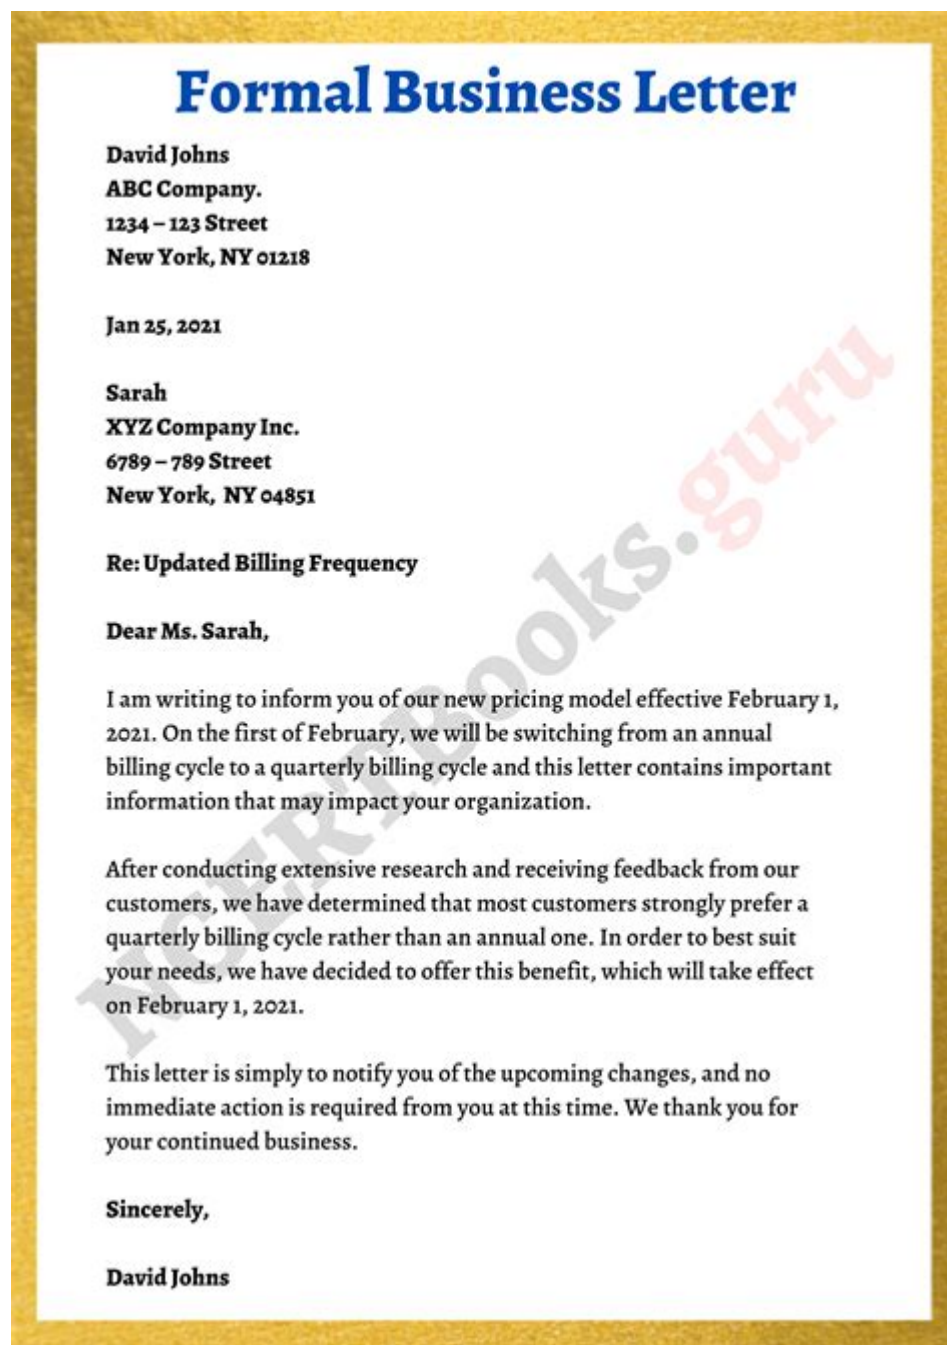 Formal Business Letter
David Johns
ABC Company.
1234 – 123 Street
New York, NY 01218
Jan 25, 2021
Sarah
XYZ Company Inc.
6789 – 789 Street
New York,  NY 04851
Re: Updated Billing Frequency
Dear Ms. Sarah,
I am writing to inform you of our new pricing model effective February 1,
2021. On the first of February, we will be switching from an annual
billing cycle to a quarterly billing cycle and this letter contains important
information that may impact your organization.
After conducting extensive research and receiving feedback from our
customers, we have determined that most customers strongly prefer a
quarterly billing cycle rather than an annual one. In order to best suit
your needs, we have decided to offer this benefit, which will take effect
on February 1, 2021.
This letter is simply to notify you of the upcoming changes, and no
immediate action is required from you at this time. We thank you for
your continued business.
Sincerely,
David Johns
NCERTBooks.guru